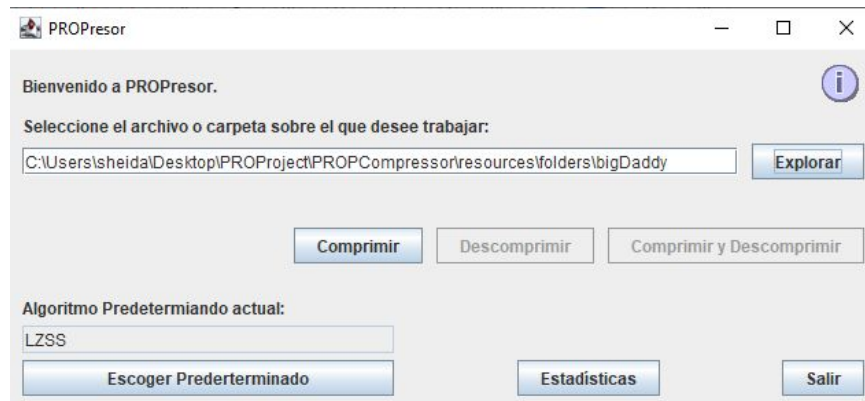 PROPresor
Bienvenido a PROPresor.
Seleccione el archivo o carpeta sobre el que desee trabajar:
C:\Users\sheida\Desktop\PROProject\PROPCompressor\resources\folders\bigDaddy Explorar
Comprimir Descomprimir Comprimir y Descomprimir
Algoritmo Predetermiando actual:
LZSS
Escoger Prederterminado Estadísticas Salir